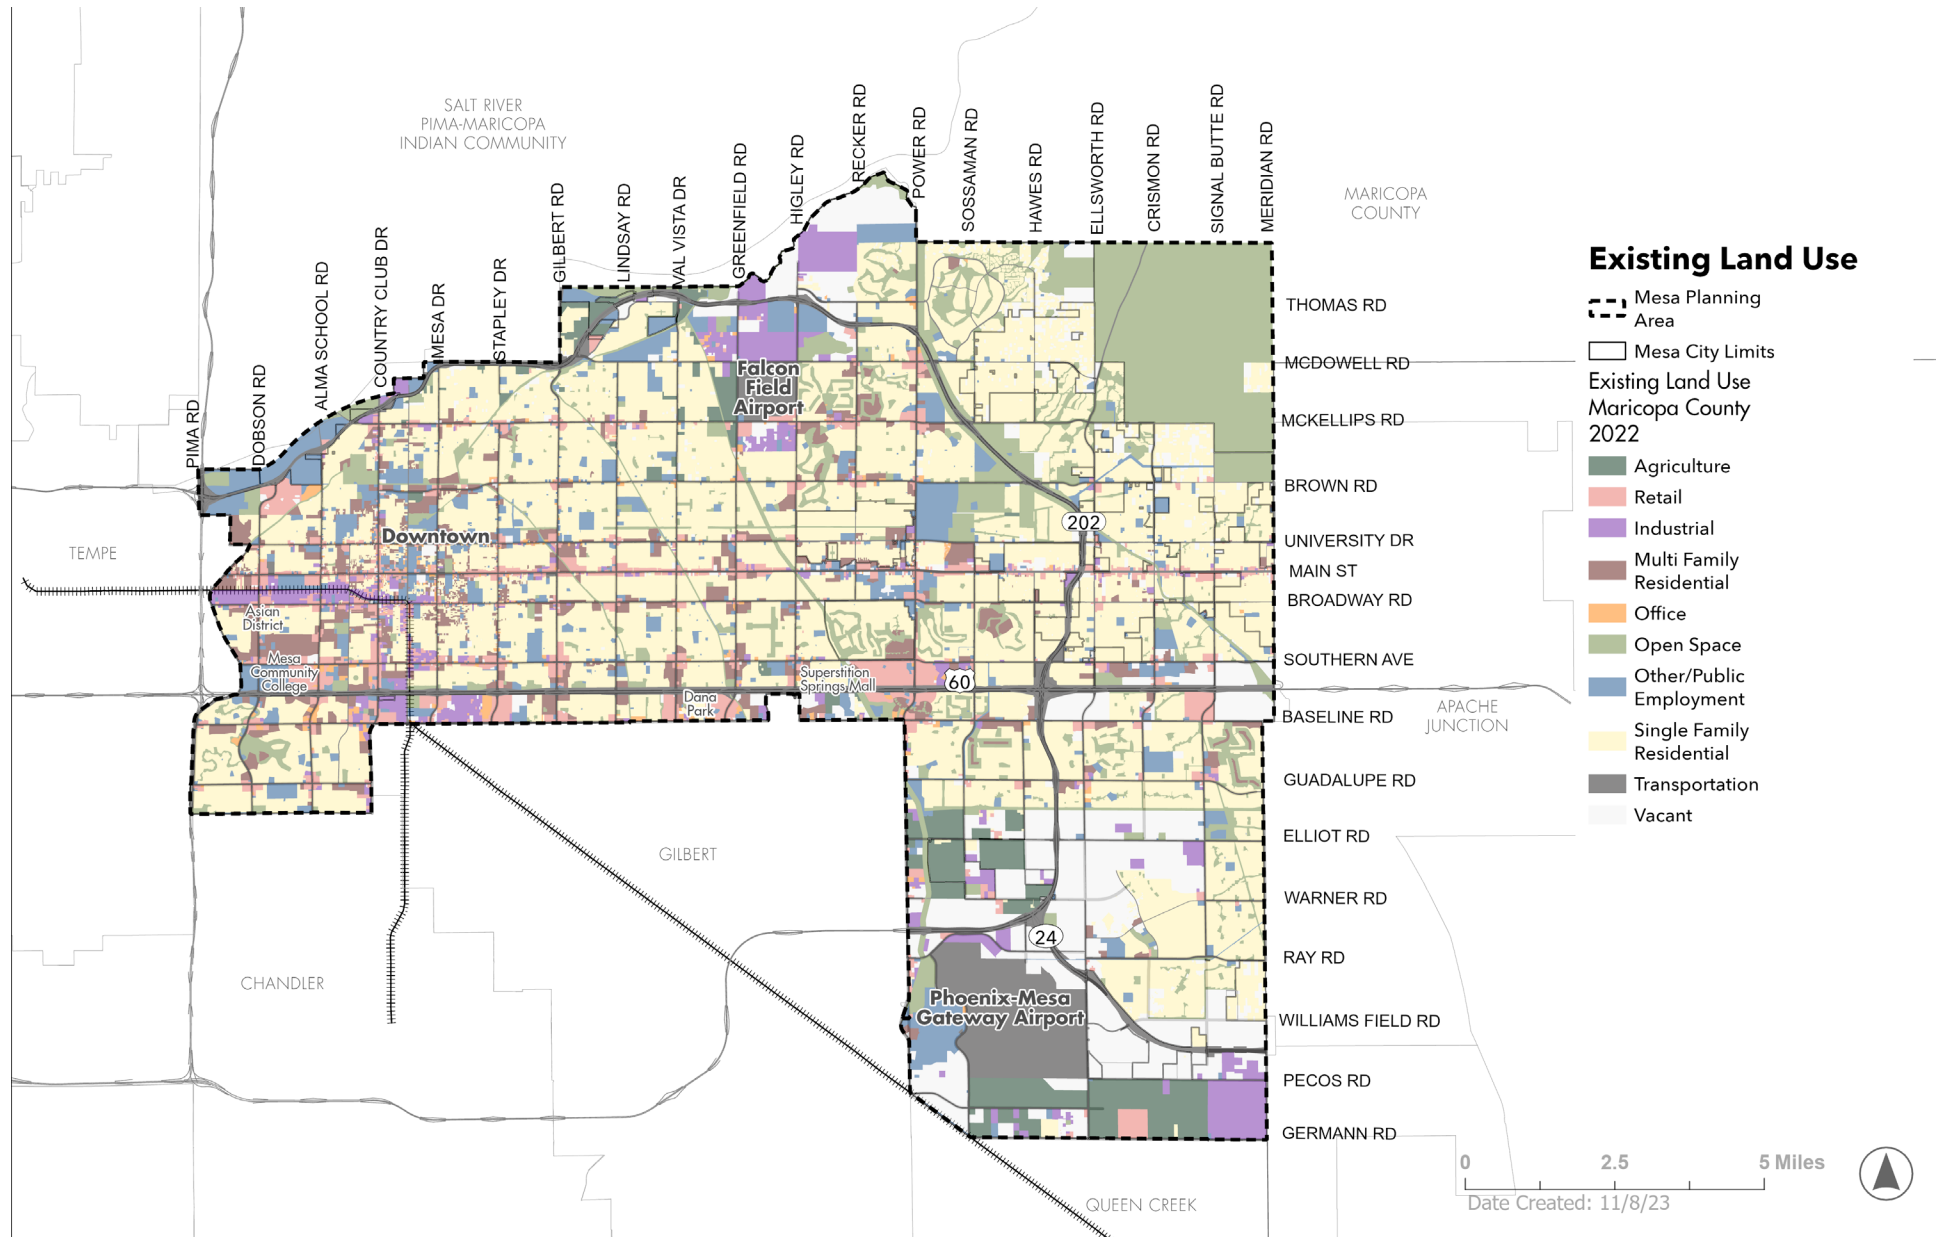 SALT RIVER
PIMA-MARICOPA
INDIAN COMMUNITY
MARICOPA
COUNTY
TEMPE
CHANDLER
GILBERT
QUEEN CREEK
APACHE
JUNCTION
PIMA RD
DOBSON RD
ALMA SCHOOL RD
COUNTRY CLUB DR
MESA DR
STAPLEY DR
GILBERT RD
LINDSAY RD
VAL VISTA DR
GREENFIELD RD
HIGLEY RD
RECKER RD
POWER RD
SOSSAMAN RD
HAWES RD
ELLSWORTH RD
CRISMON RD
SIGNAL BUTTE RD
MERIDIAN RD
THOMAS RD
MCDOWELL RD
MCKELLIPS RD
BROWN RD
UNIVERSITY DR
MAIN ST
BROADWAY RD
SOUTHERN AVE
BASELINE RD
GUADALUPE RD
ELLIOT RD
WARNER RD
RAY RD
WILLIAMS FIELD RD
PECOS RD
GERMANN RD
Falcon
Field
Airport
Downtown
Asian
District
Mesa
Community
College
Dana
Park
Superstition
Springs Mall
202
60
24
Phoenix-Mesa
Gateway Airport
Existing Land Use
Mesa Planning
Area
Mesa City Limits
Existing Land Use
Maricopa County
2022
Agriculture
Retail
Industrial
Multi Family
Residential
Office
Open Space
Other/Public
Employment
Single Family
Residential
Transportation
Vacant
0 2.5 5 Miles
Date Created: 11/8/23